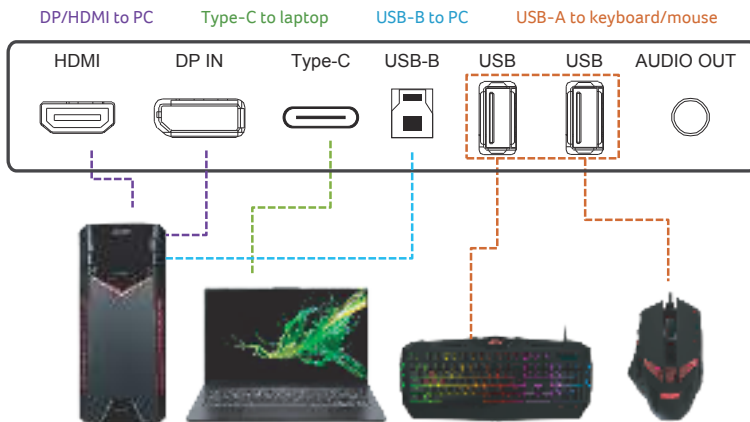 DP/HDMI to PC Type-C to laptop USB-B to PC USB-A to keyboard/mouse
HDMI DP IN Type-C USB-B USB USB AUDIO OUT